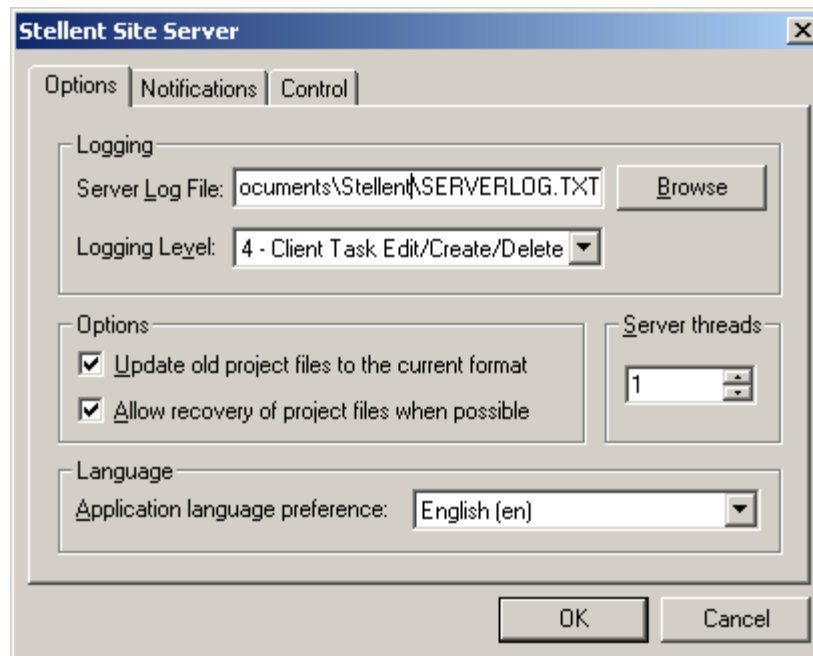 Stellent Site Server
Options Notifications Control
Logging
Server Log File: ocuments\Stellent\SERVERLOG.TXT Browse
Logging Level: 4 - Client Task Edit/Create/Delete
Options
Update old project files to the current format
Allow recovery of project files when possible
Server threads
1
Language
Application language preference: English (en)
OK Cancel